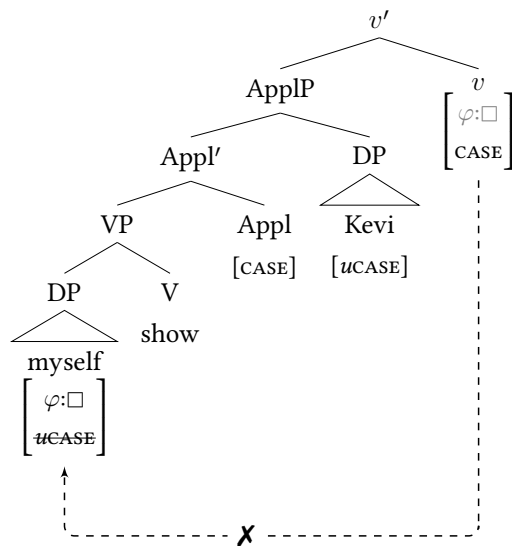 v′
ApplP v
φ:□
Appl′ DP CASE
VP Appl Kevi
[CASE] [uCASE]
DP V
show
myself
φ:□
uCASE
✗